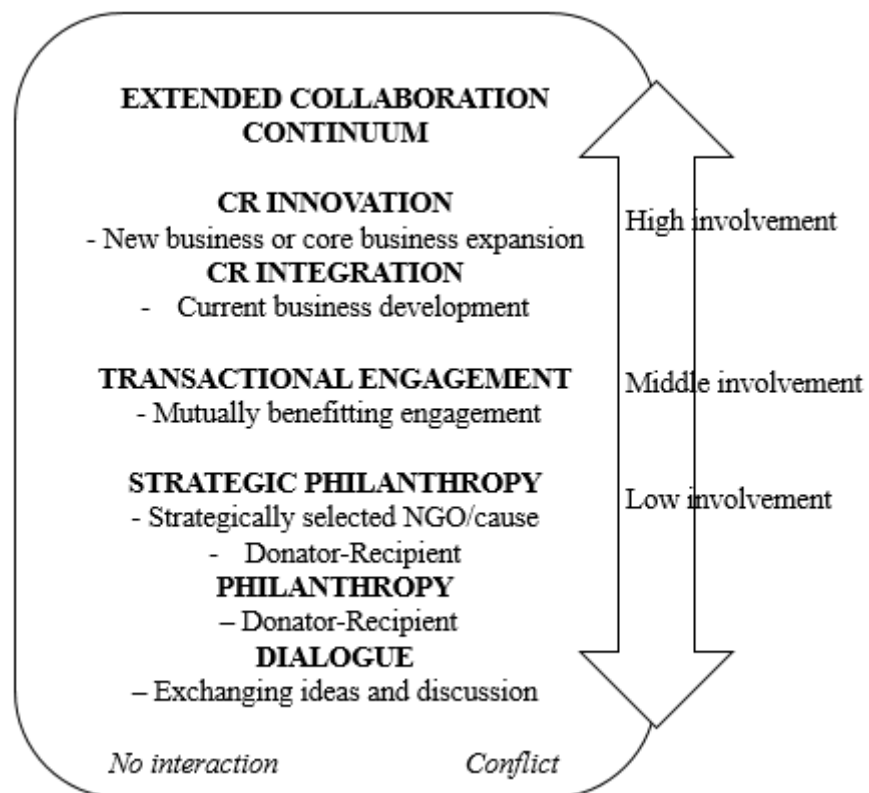 EXTENDED COLLABORATION
CONTINUUM
CR INNOVATION
- New business or core business expansion
High involvement
CR INTEGRATION
- Current business development
TRANSACTIONAL ENGAGEMENT
Middle involvement
- Mutually benefitting engagement
STRATEGIC PHILANTHROPY
Low involvement
- Strategically selected NGO/cause
- Donator-Recipient
PHILANTHROPY
– Donator-Recipient
DIALOGUE
– Exchanging ideas and discussion
No interaction Conflict